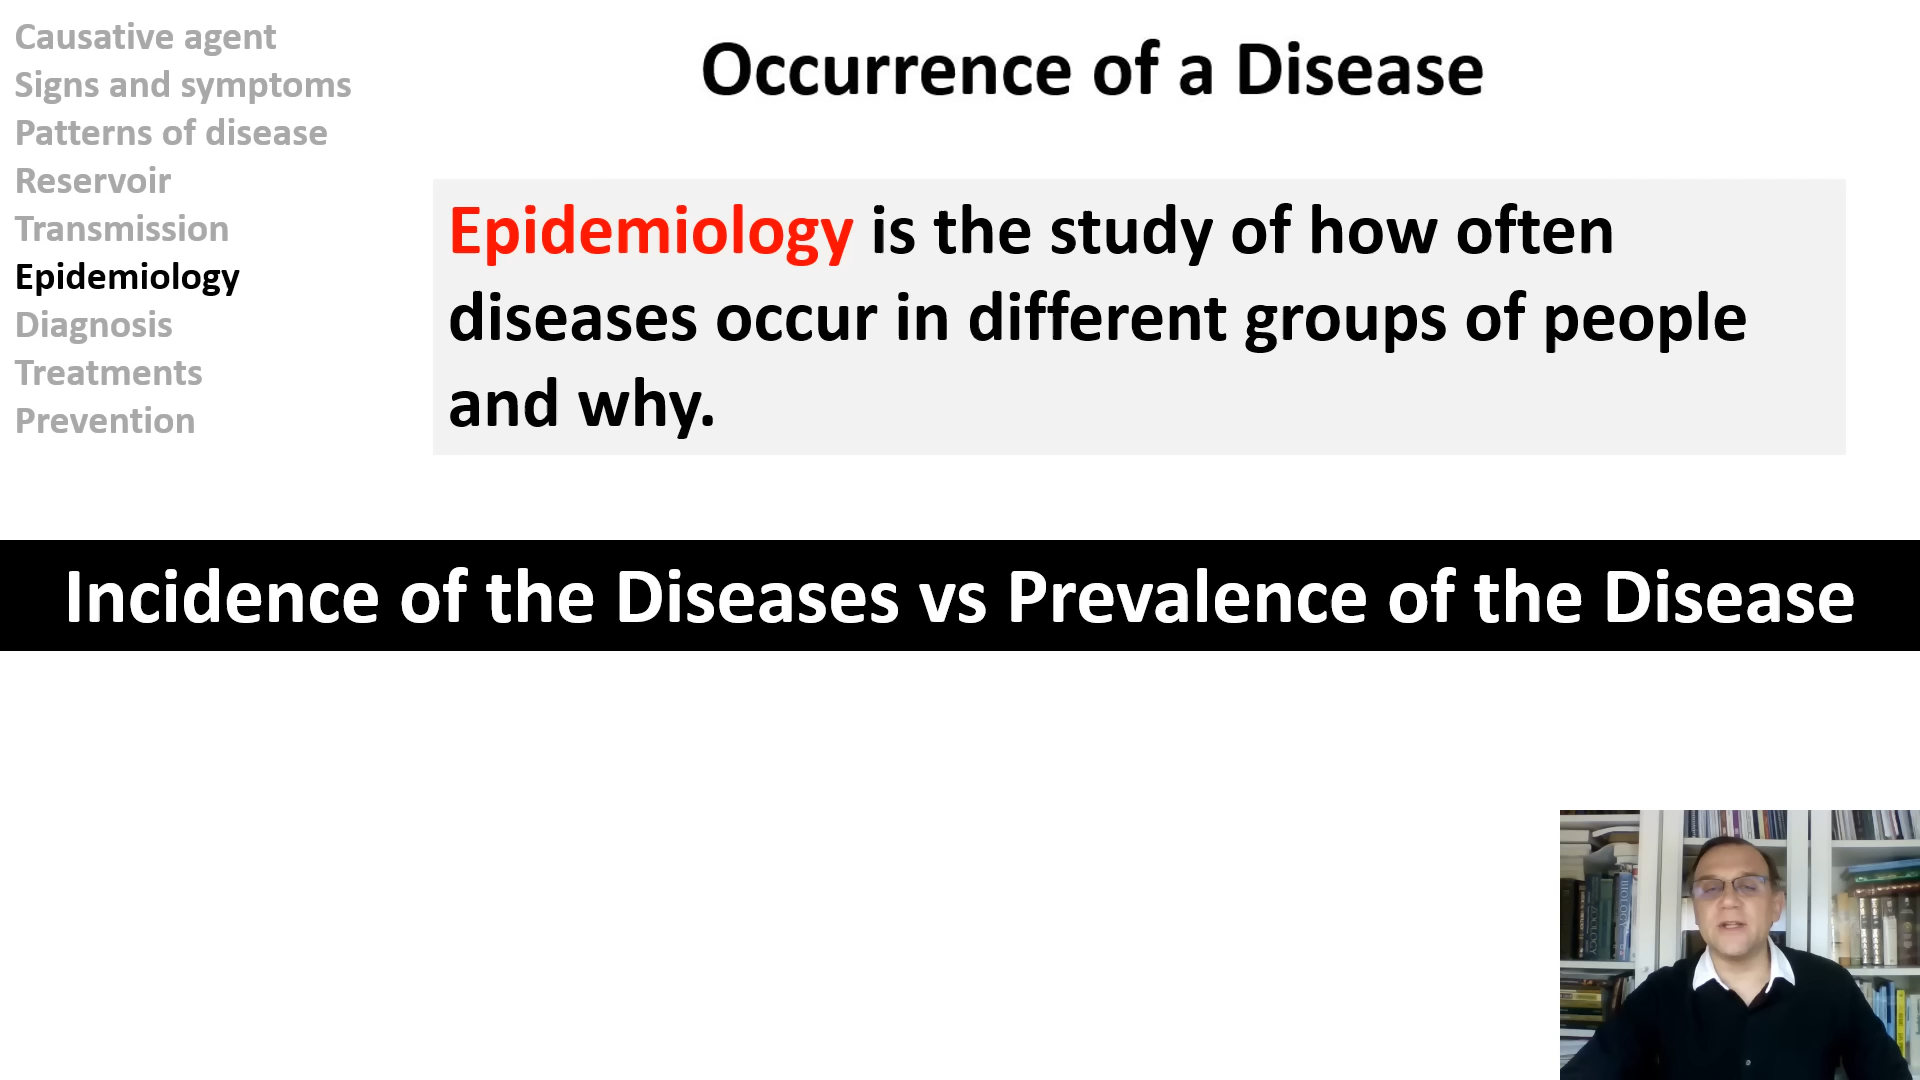 Causative agent
Signs and symptoms
Patterns of disease
Reservoir
Transmission
Epidemiology
Diagnosis
Treatments
Prevention
Occurrence of a Disease
Epidemiology is the study of how often
diseases occur in different groups of people
and why.
Incidence of the Diseases vs Prevalence of the Disease
ZOOLOGY
BIOLOGY